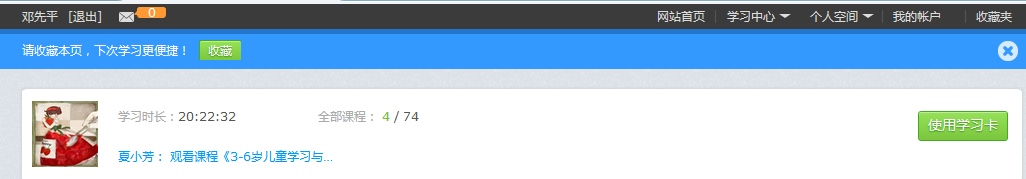 邓先平 [退出] 0 网站首页 学习中心 个人空间 我的帐户 收藏夹
请收藏本页，下次学习更便捷！ 收藏
学习时长：20:22:32 全部课程： 4 / 74 使用学习卡
夏小芳： 观看课程《3-6岁儿童学习与...